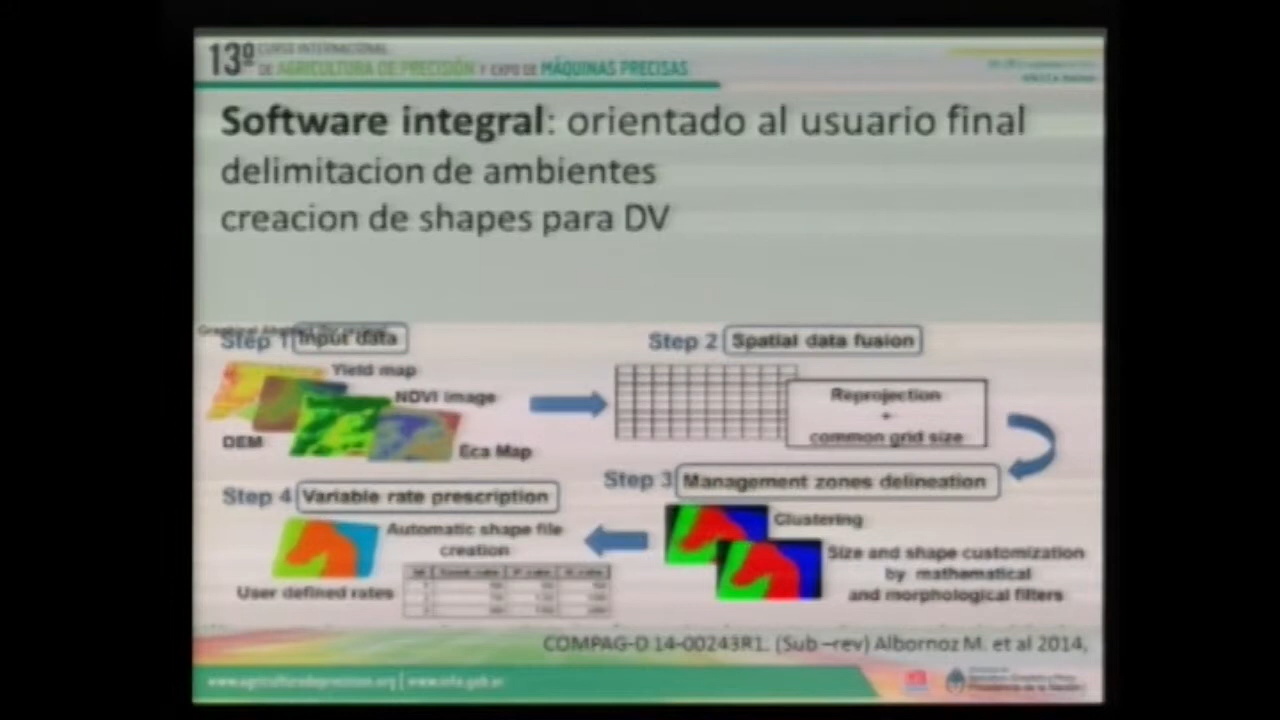 13º CURSO INTERNACIONAL
DE AGRICULTURA DE PRECISIÓN Y EXPO DE MÁQUINAS PRECISAS
Software integral: orientado al usuario final
delimitacion de ambientes
creacion de shapes para DV
Step 1 Input data
Yield map
NDVI image
DEM
Eca Map
Step 2 Spatial data fusion
Reprojection
+
common grid size
Step 3 Management zones delineation
Clustering
Size and shape customization
by mathematical
and morphological filters
Step 4 Variable rate prescription
Automatic shape file
creation
User defined rates
COMPAG-D 14-00243R1. (Sub –rev) Albornoz M. et al 2014,
www.agriculturadeprecision.org | www.inta.gob.ar
Presidencia de la Nación